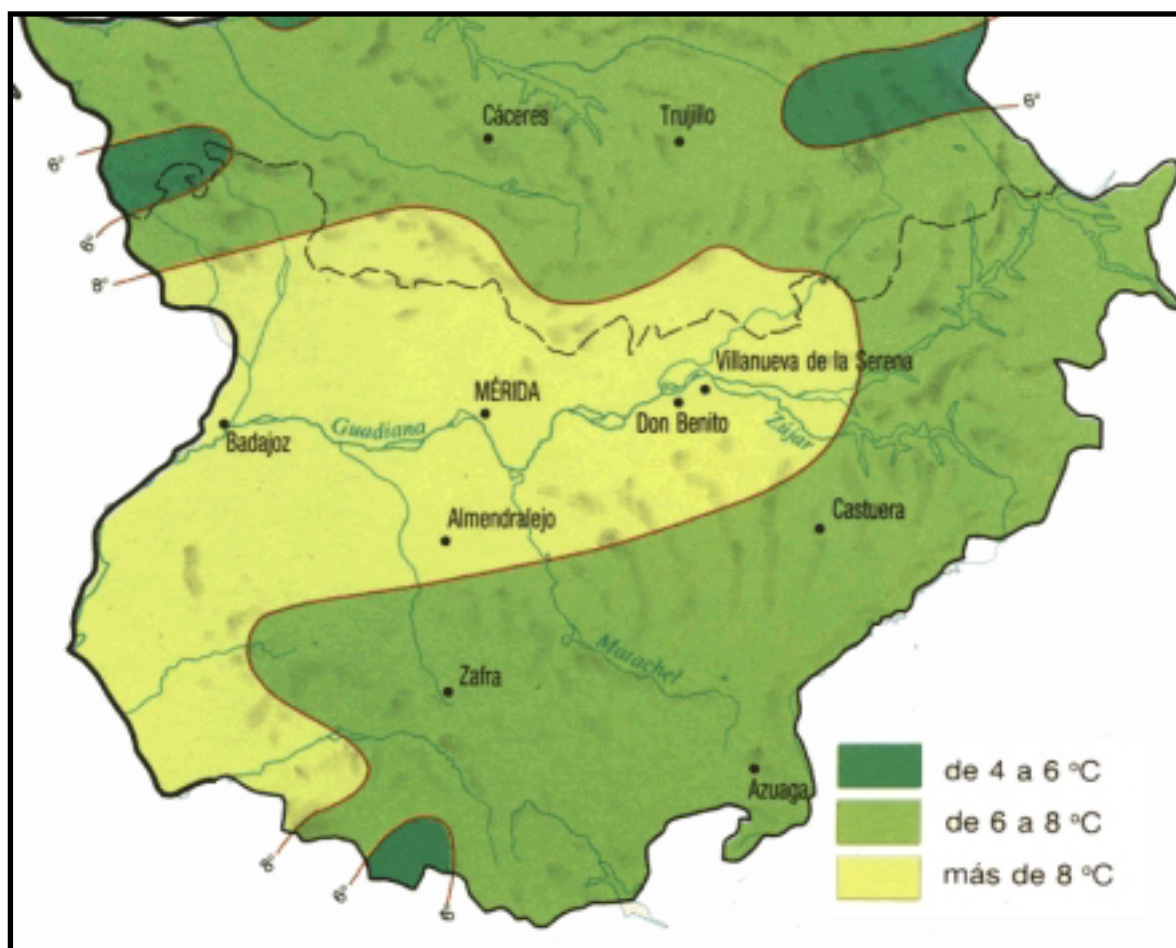 Cáceres
Trujillo
6°
6°
6°
8°
Villanueva de la Serena
MÉRIDA
Don Benito
Guadiana
Zújar
Badajoz
Almendralejo
Castuera
Matachel
Zafra
Azuaga
de 4 a 6 °C
de 6 a 8 °C
más de 8 °C
8°
6°
6°